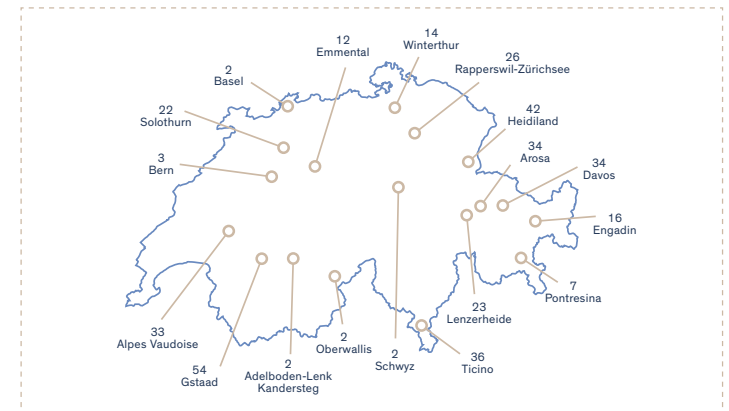 14
Winterthur
12
Emmental
26
Rapperswil-Zürichsee
2
Basel
22
Solothurn
42
Heidiland
3
Bern
34
Arosa
34
Davos
16
Engadin
7
Pontresina
23
Lenzerheide
33
Alpes Vaudoise
2
Oberwallis
2
Schwyz
36
Ticino
54
Gstaad
2
Adelboden-Lenk
Kandersteg